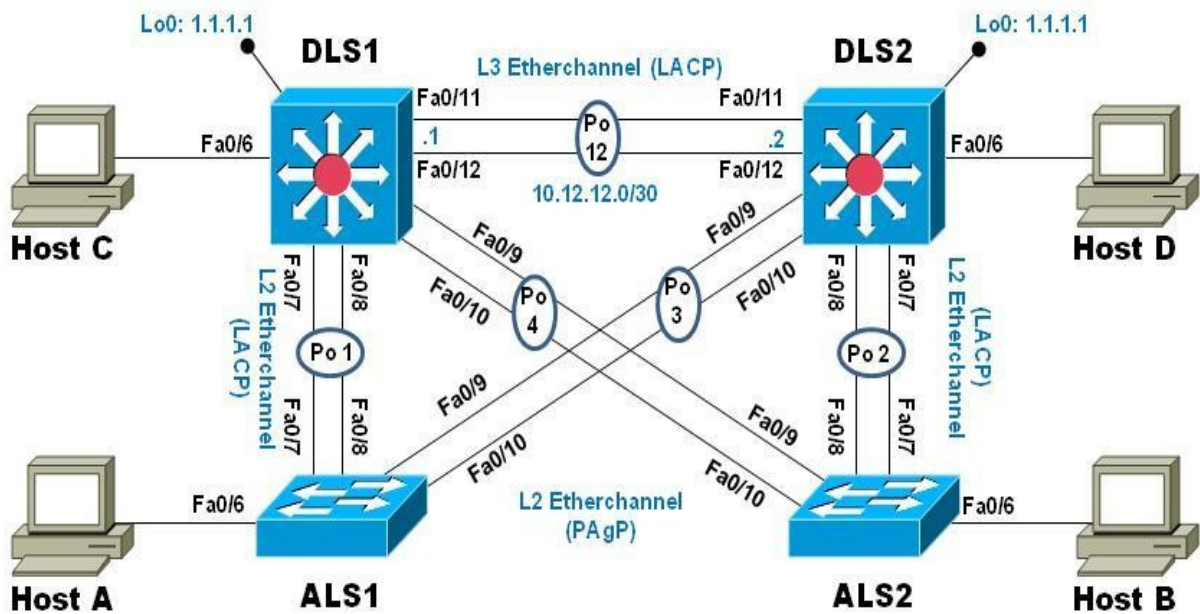 Lo0: 1.1.1.1
DLS1
DLS2
Lo0: 1.1.1.1
L3 Etherchannel (LACP)
Fa0/11
Fa0/11
Fa0/6
.1
Po
12
.2
Fa0/6
Fa0/12
Fa0/12
10.12.12.0/30
Host C
Host D
Fa0/9
Fa0/9
Fa0/7
Fa0/8
Fa0/10
Po
4
Po
3
Fa0/10
Fa0/8
Fa0/7
L2 Etherchannel
(LACP)
Po 1
Po 2
L2 Etherchannel
(LACP)
Fa0/7
Fa0/8
Fa0/9
Fa0/10
Fa0/9
Fa0/10
Fa0/8
Fa0/7
L2 Etherchannel
(PAgP)
Fa0/6
Fa0/6
Host A
ALS1
ALS2
Host B